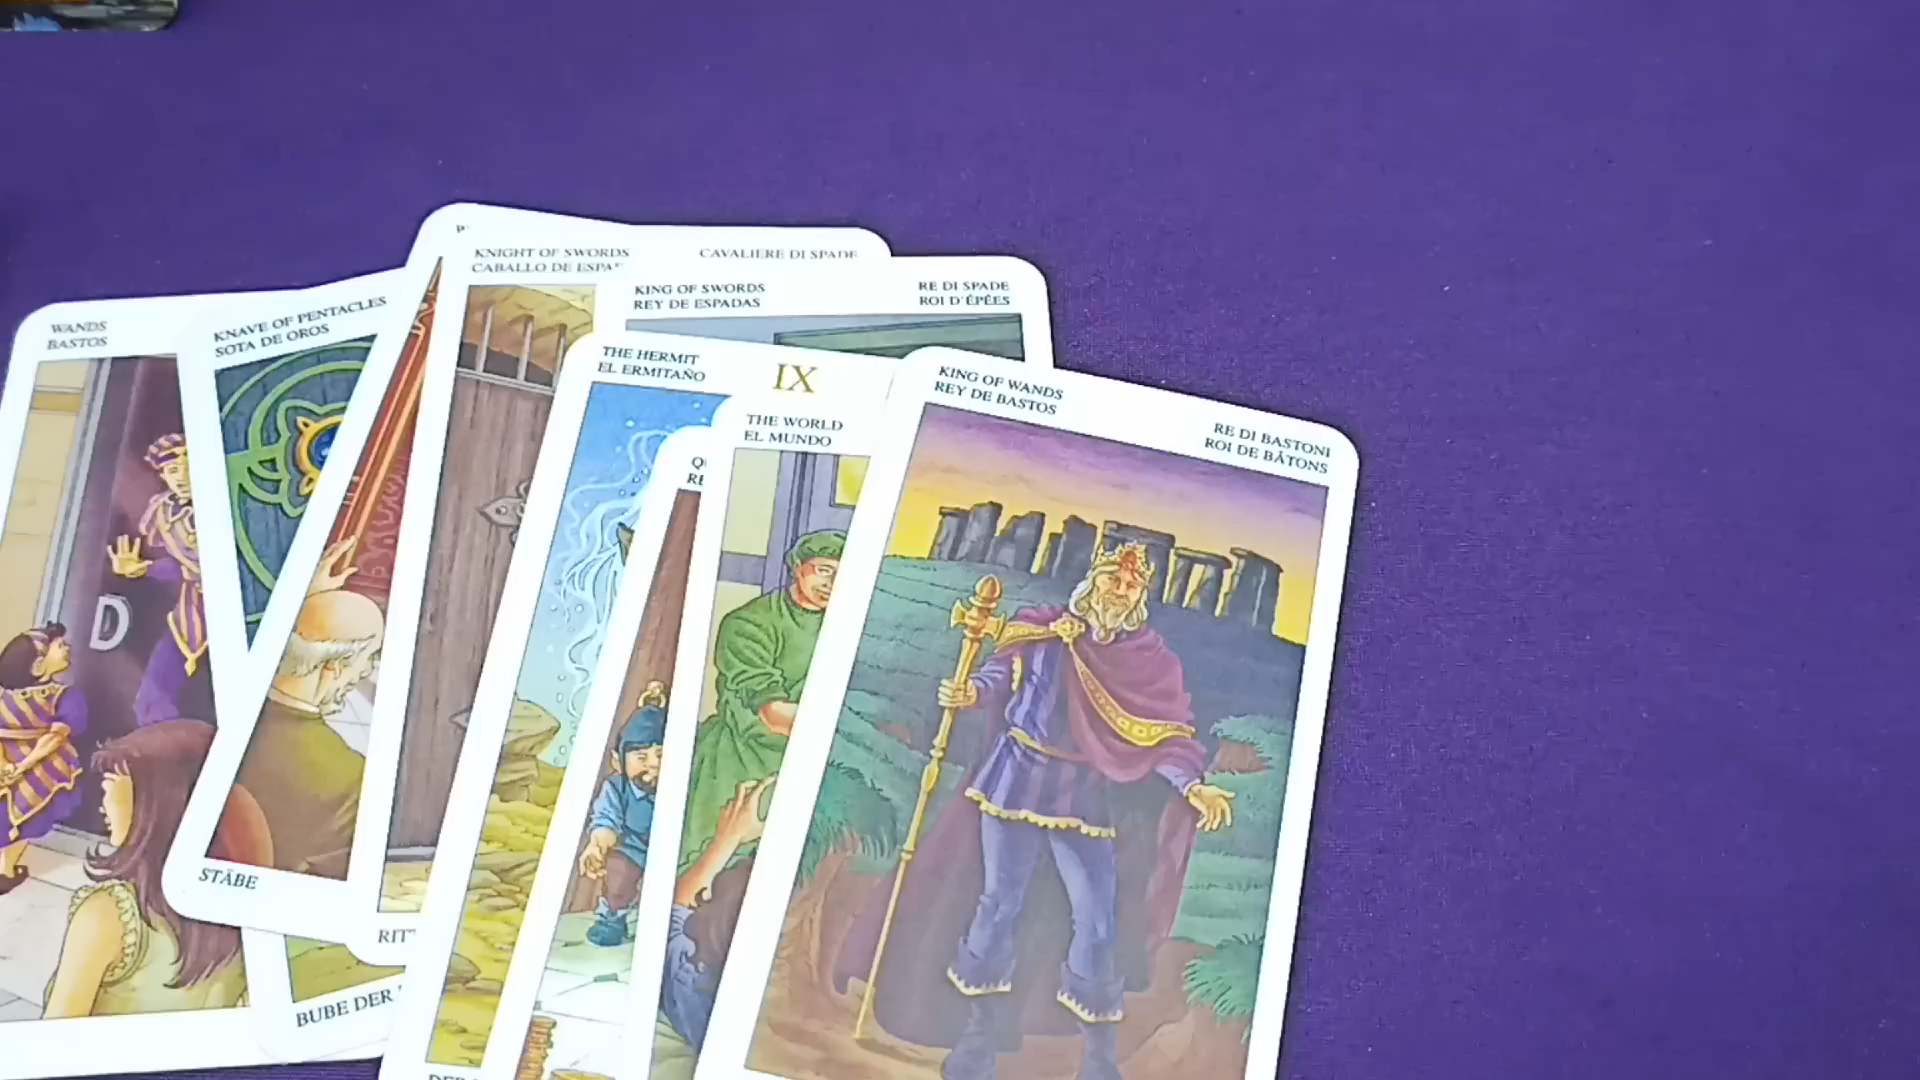 WANDS
BASTOS
D
STÄBE
KNAVE OF PENTACLES
SOTA DE OROS
BUBE DER
KNIGHT OF SWORDS
CABALLO DE
CAVALIERE DI SPADE
KING OF SWORDS
REY DE ESPADAS
RE DI SPADE
ROI D'ÉPÉES
THE HERMIT
EL ERMITAÑO
IX
THE WORLD
EL MUNDO
KING OF WANDS
REY DE BASTOS
RE DI BASTONI
ROI DE BÂTONS